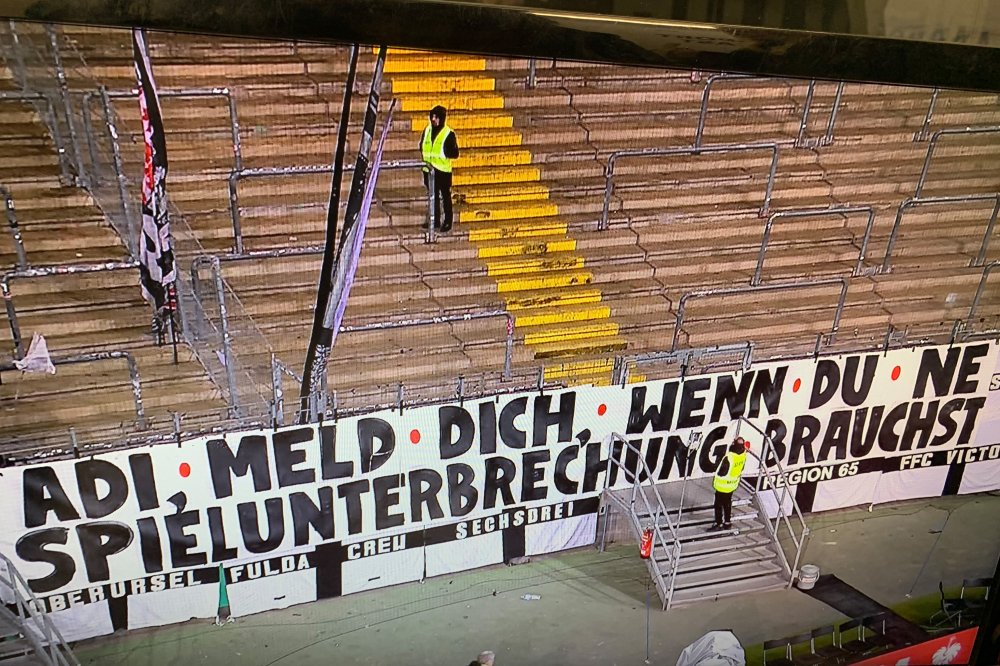 ADI, MELD DICH, WENN DU NE
SPIELUNTERBRECHUNG BRAUCHST
OBERURSEL FULDA CREW SECHSDREI REGION 65 FFC VICTO